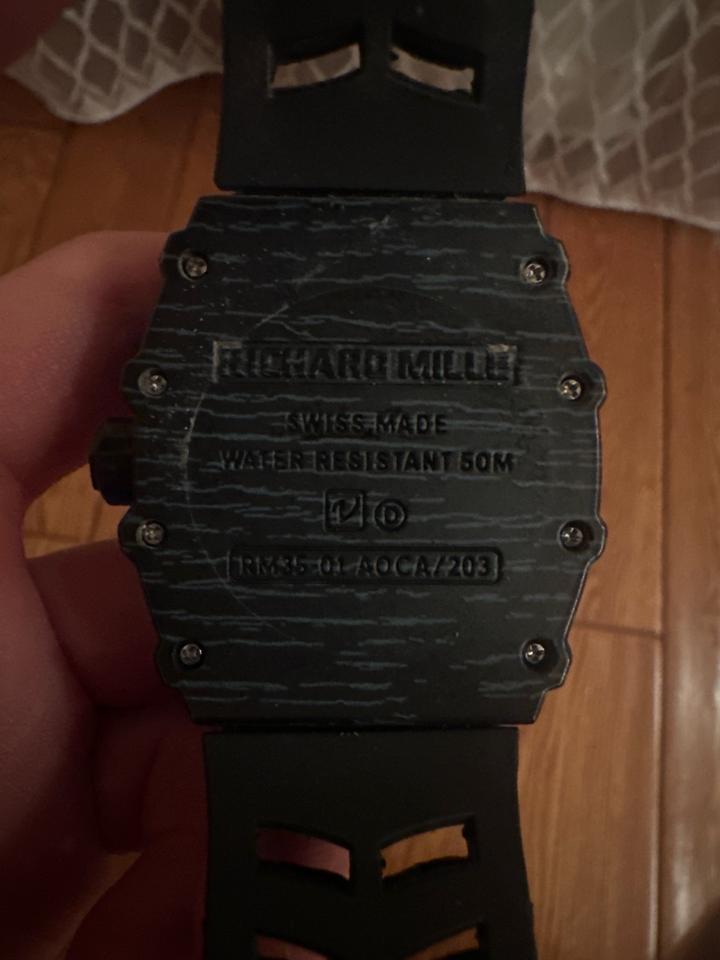 RICHARD MILLE
SWISS MADE
WATER RESISTANT 50M
D
RM35-01 AOCA/203